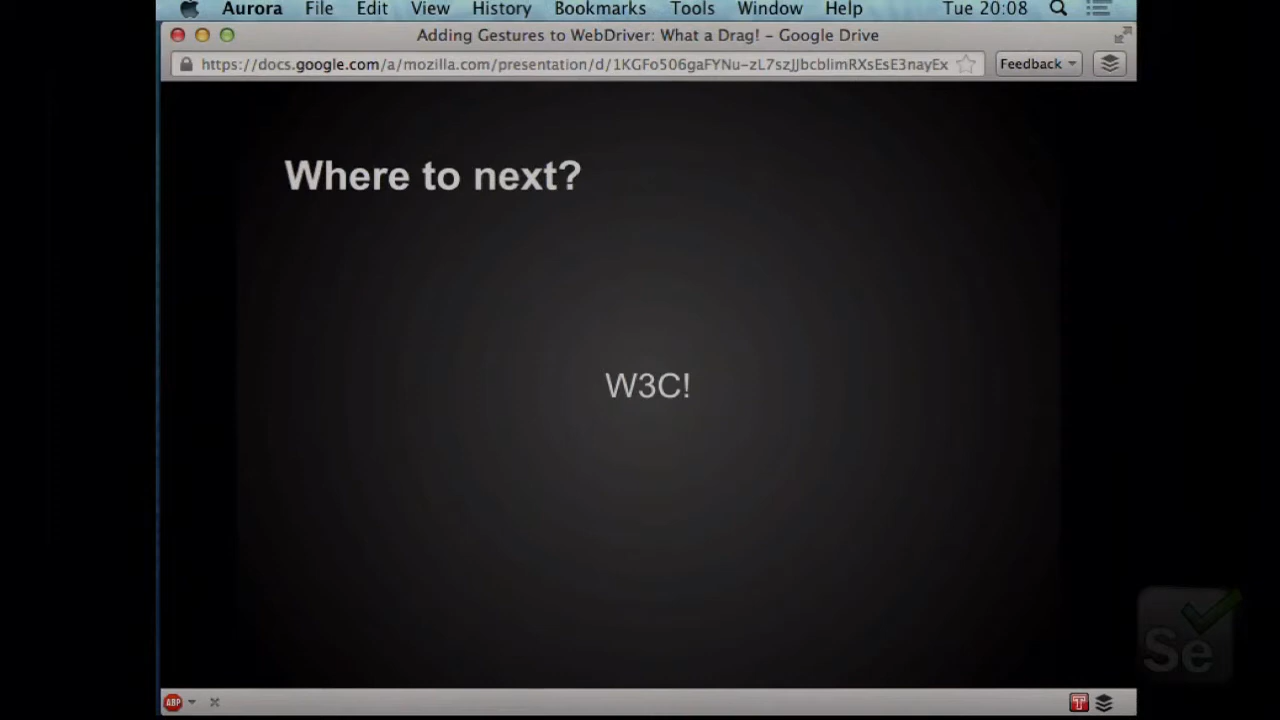 Aurora File Edit View History Bookmarks Tools Window Help Tue 20:08
Adding Gestures to WebDriver: What a Drag! – Google Drive
https://docs.google.com/a/mozilla.com/presentation/d/1KGFo506gaFYNu-zL7szJJbcblimRXsEsE3nayEx Feedback
Where to next?
W3C!
Se
ABP
T